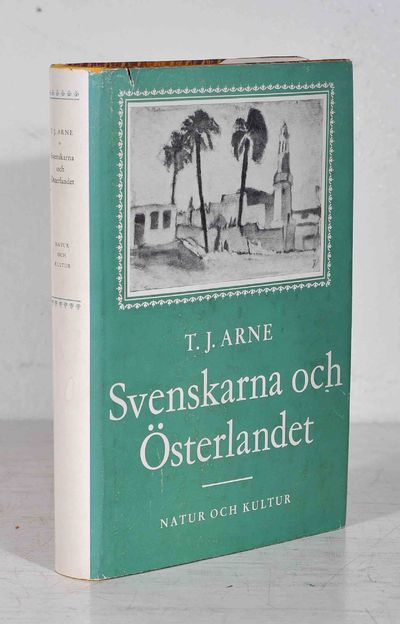 T. J. ARNE
Svenskarna
och
Österlandet
NATUR
OCH
KULTUR
T. J. ARNE
Svenskarna och
Österlandet
NATUR OCH KULTUR